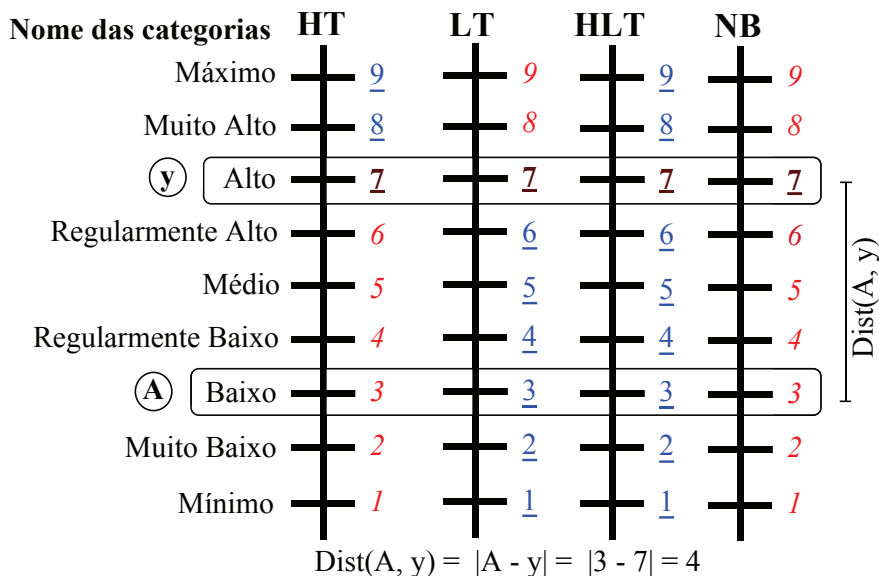 Nome das categorias HT LT HLT NB
Máximo 9 9 9 9
Muito Alto 8 8 8 8
y Alto 7 7 7 7
Regularmente Alto 6 6 6 6
Médio 5 5 5 5
Regularmente Baixo 4 4 4 4
A Baixo 3 3 3 3
Muito Baixo 2 2 2 2
Mínimo 1 1 1 1
Dist(A, y)
Dist(A, y) = |A - y| = |3 - 7| = 4